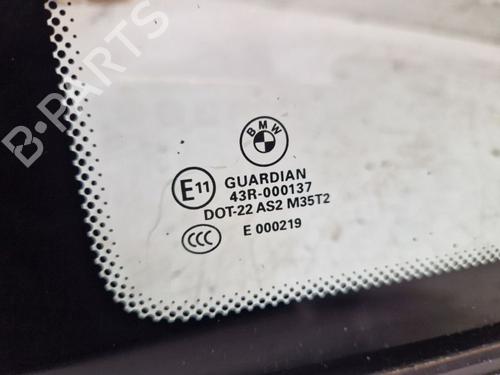 B-PARTS
BMW
GUARDIAN
E11 43R-000137
DOT-22 AS2 M35T2
CCC E 000219